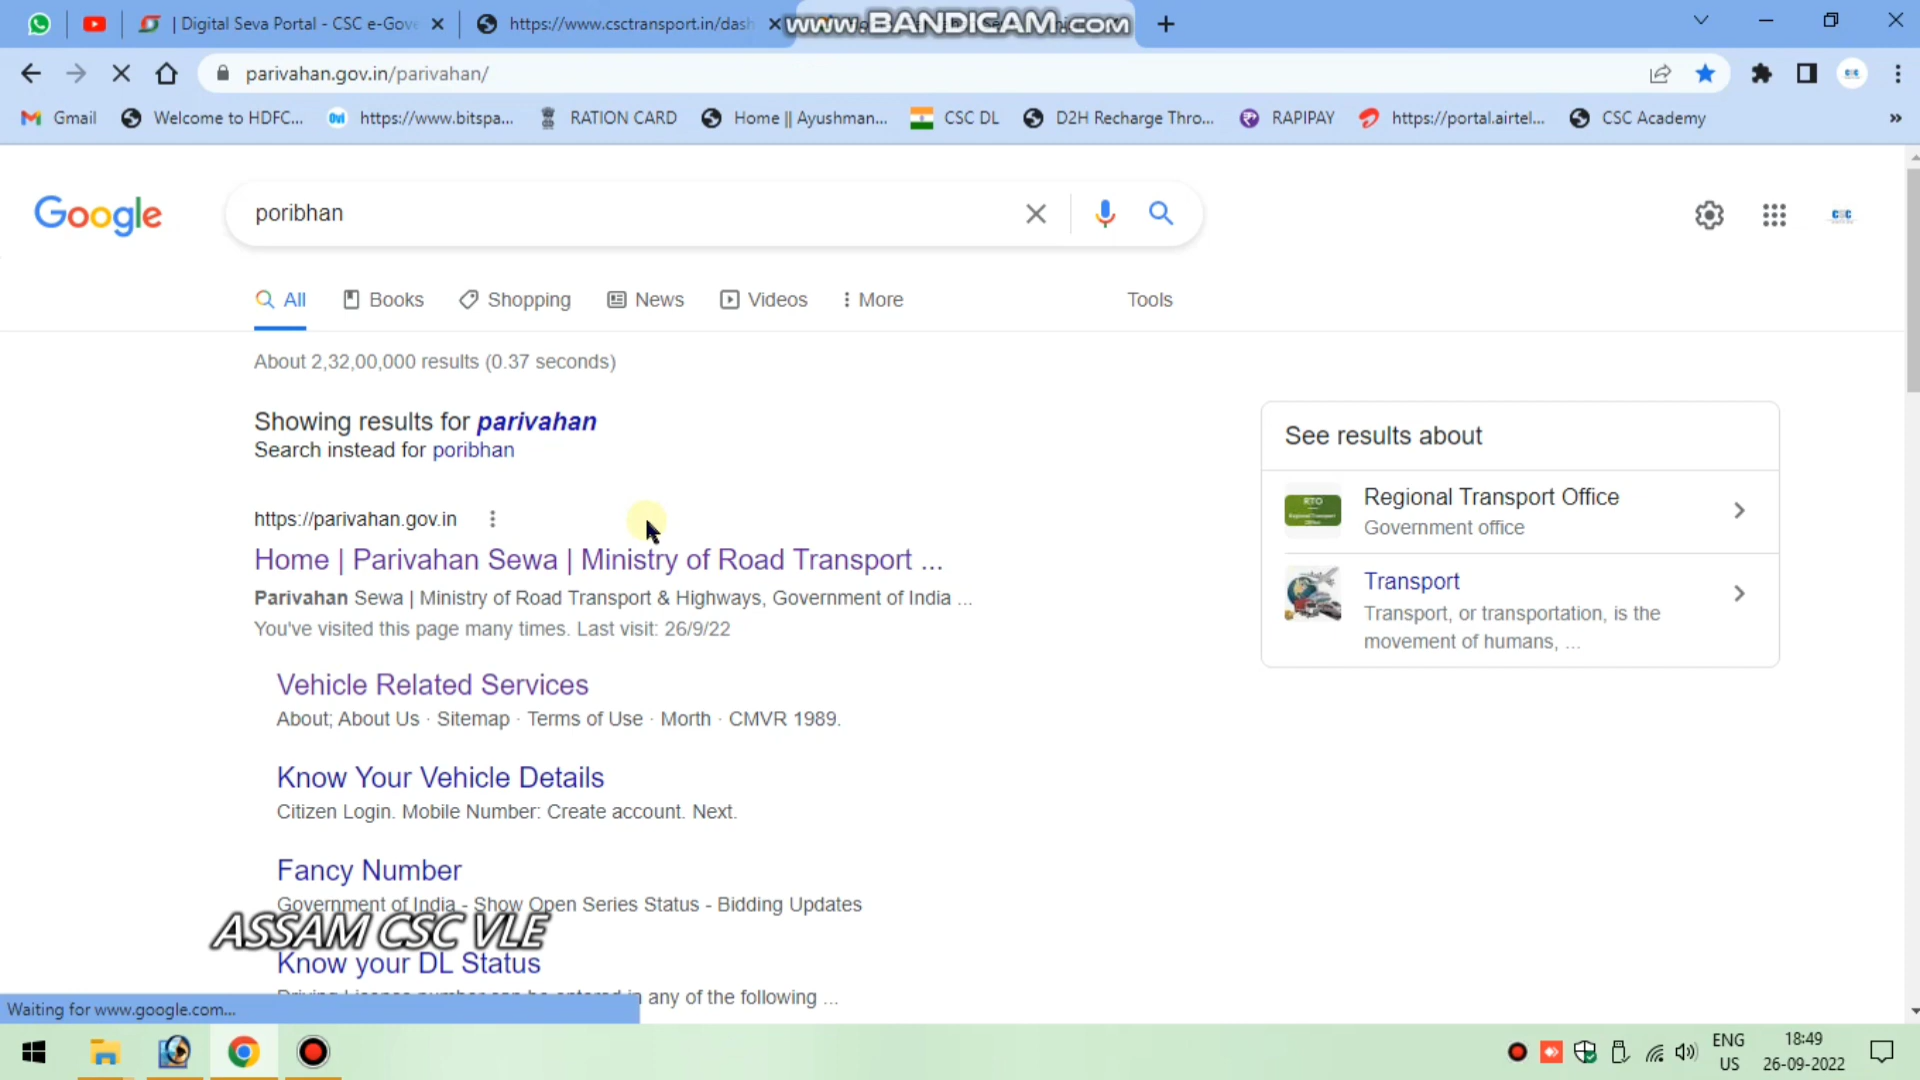 | Digital Seva Portal - CSC e-Gove
https://www.csctransport.in/dash
www.BANDICAM.com
parivahan.gov.in/parivahan/
Gmail
Welcome to HDFC...
https://www.bitspa...
RATION CARD
Home || Ayushman...
CSC DL
D2H Recharge Thro...
RAPIPAY
https://portal.airtel...
CSC Academy
»
Google
poribhan
CSC
All
Books
Shopping
News
Videos
More
Tools
About 2,32,00,000 results (0.37 seconds)
Showing results for parivahan
Search instead for poribhan
https://parivahan.gov.in
Home | Parivahan Sewa | Ministry of Road Transport ...
Parivahan Sewa | Ministry of Road Transport & Highways, Government of India ...
You've visited this page many times. Last visit: 26/9/22
Vehicle Related Services
About; About Us · Sitemap · Terms of Use · Morth · CMVR 1989.
Know Your Vehicle Details
Citizen Login. Mobile Number: Create account. Next.
Fancy Number
Government of India - Show Open Series Status - Bidding Updates
ASSAM CSC VLE
Know your DL Status
Driving Licence number can be entered in any of the following ...
See results about
RTO
Regional Transport Office
Government office
Transport
Transport, or transportation, is the
movement of humans, ...
Waiting for www.google.com...
ENG
US
18:49
26-09-2022